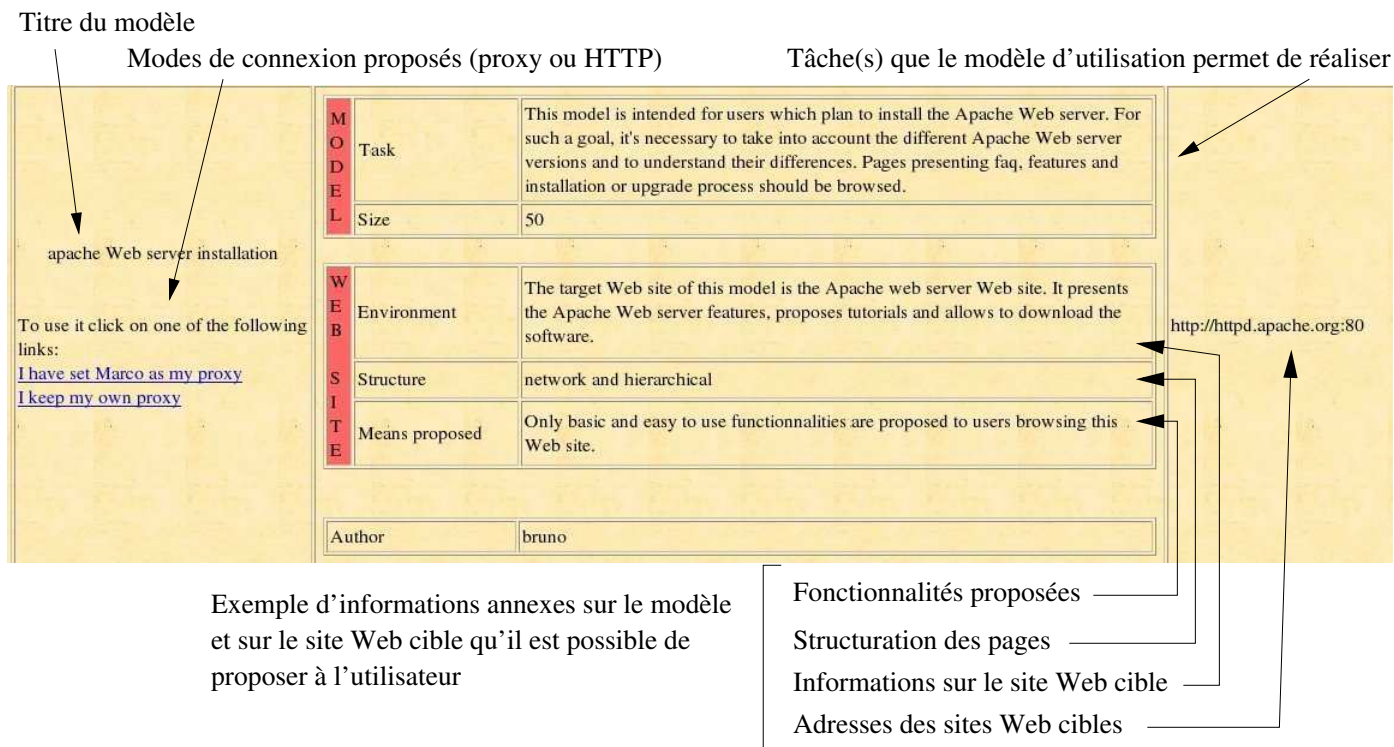 Titre du modèle
Modes de connexion proposés (proxy ou HTTP)
Tâche(s) que le modèle d’utilisation permet de réaliser
apache Web server installation
To use it click on one of the following
links:
I have set Marco as my proxy
I keep my own proxy
MODEL
Task
This model is intended for users which plan to install the Apache Web server. For
such a goal, it's necessary to take into account the different Apache Web server
versions and to understand their differences. Pages presenting faq, features and
installation or upgrade process should be browsed.
Size
50
WEB SITE
Environment
The target Web site of this model is the Apache web server Web site. It presents
the Apache Web server features, proposes tutorials and allows to download the
software.
Structure
network and hierarchical
Means proposed
Only basic and easy to use functionnalities are proposed to users browsing this
Web site.
Author
bruno
http://httpd.apache.org:80
Exemple d’informations annexes sur le modèle
et sur le site Web cible qu’il est possible de
proposer à l’utilisateur
Fonctionnalités proposées
Structuration des pages
Informations sur le site Web cible
Adresses des sites Web cibles